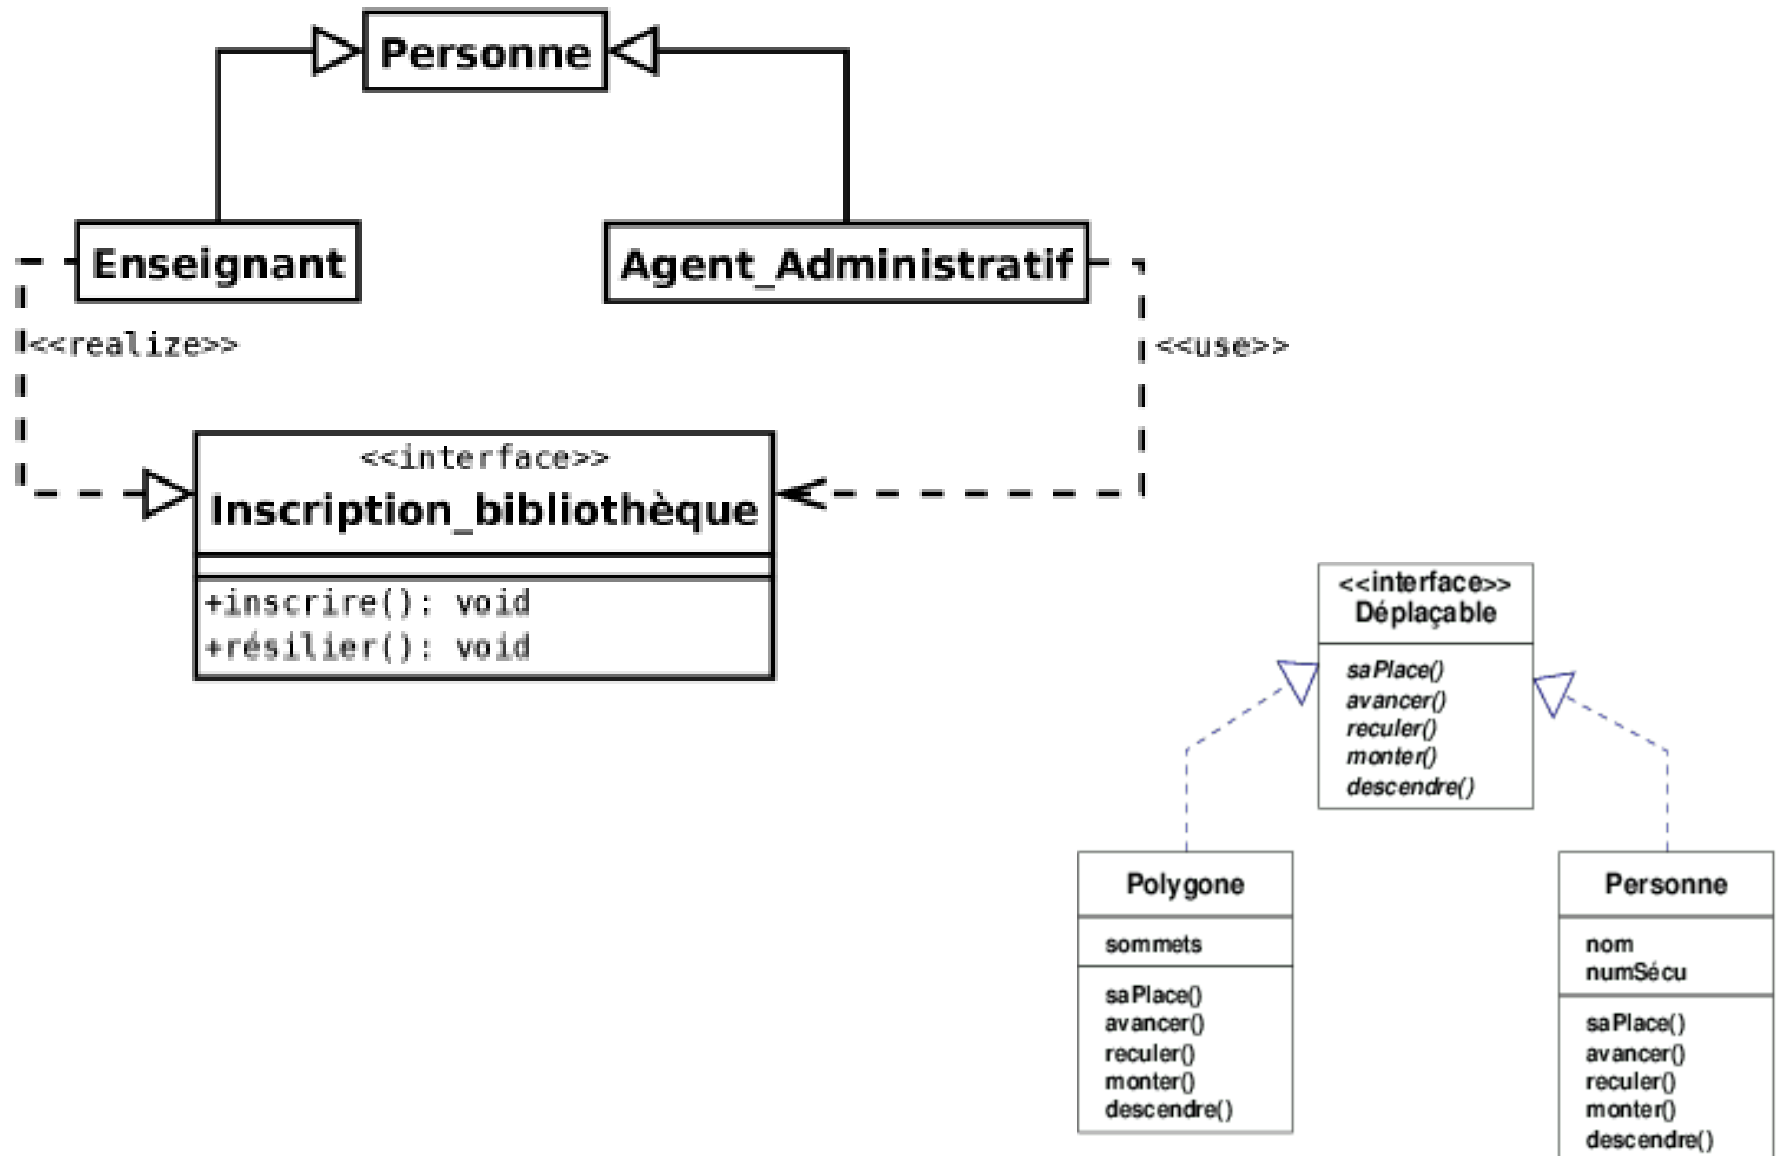 Personne
Enseignant
Agent_Administratif
<<realize>>
<<use>>
<<interface>>
Inscription_bibliothèque
+inscrire(): void
+résilier(): void
<<interface>>
Déplaçable
saPlace()
avancer()
reculer()
monter()
descendre()
Polygone
sommets
saPlace()
avancer()
reculer()
monter()
descendre()
Personne
nom
numSécu
saPlace()
avancer()
reculer()
monter()
descendre()